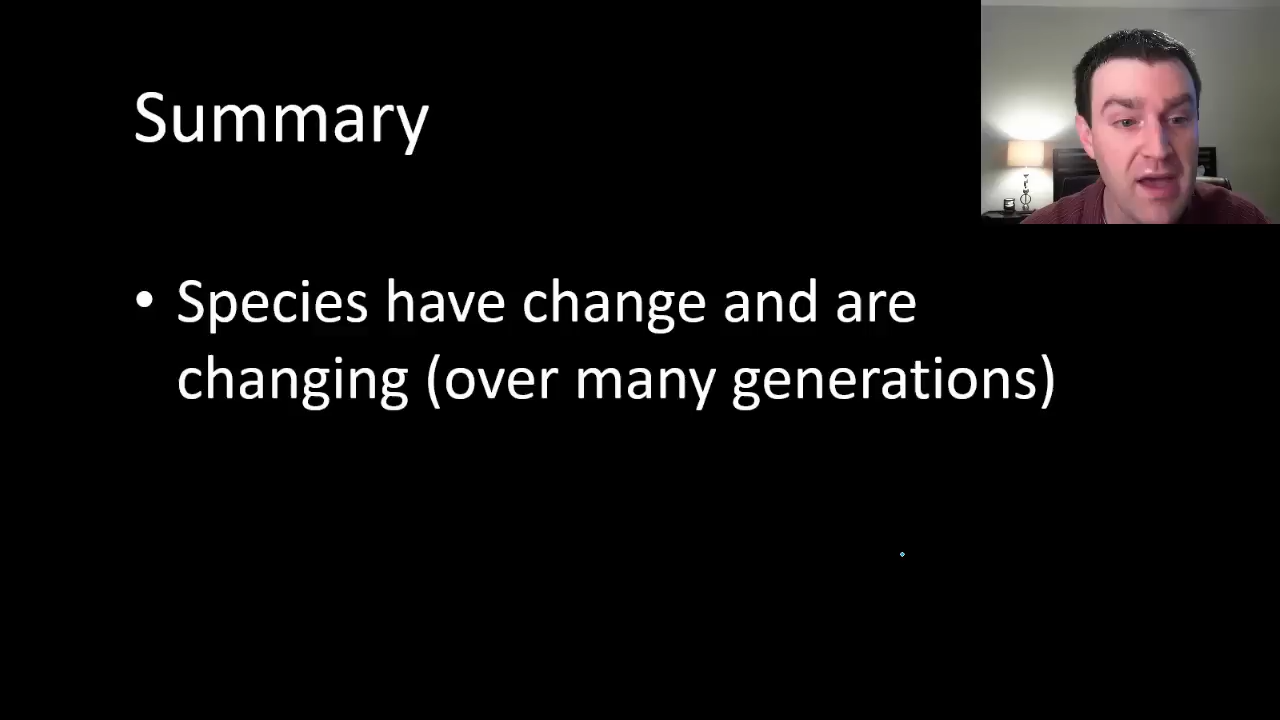 Summary
• Species have change and are
changing (over many generations)